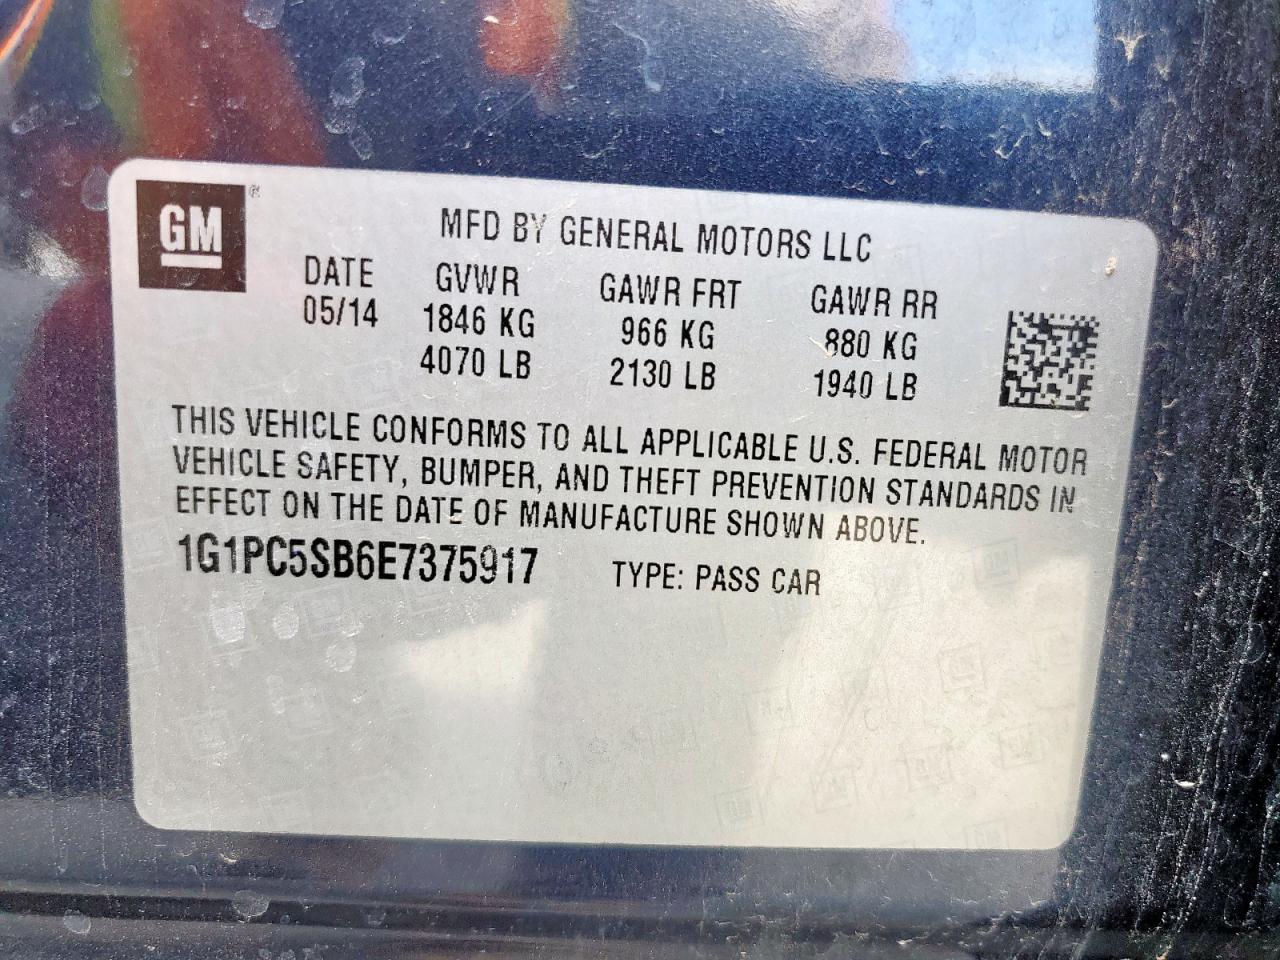 GM ®
MFD BY GENERAL MOTORS LLC
DATE GVWR GAWR FRT GAWR RR
05/14 1846 KG 966 KG 880 KG
4070 LB 2130 LB 1940 LB
THIS VEHICLE CONFORMS TO ALL APPLICABLE U.S. FEDERAL MOTOR
VEHICLE SAFETY, BUMPER, AND THEFT PREVENTION STANDARDS IN
EFFECT ON THE DATE OF MANUFACTURE SHOWN ABOVE.
1G1PC5SB6E7375917 TYPE: PASS CAR